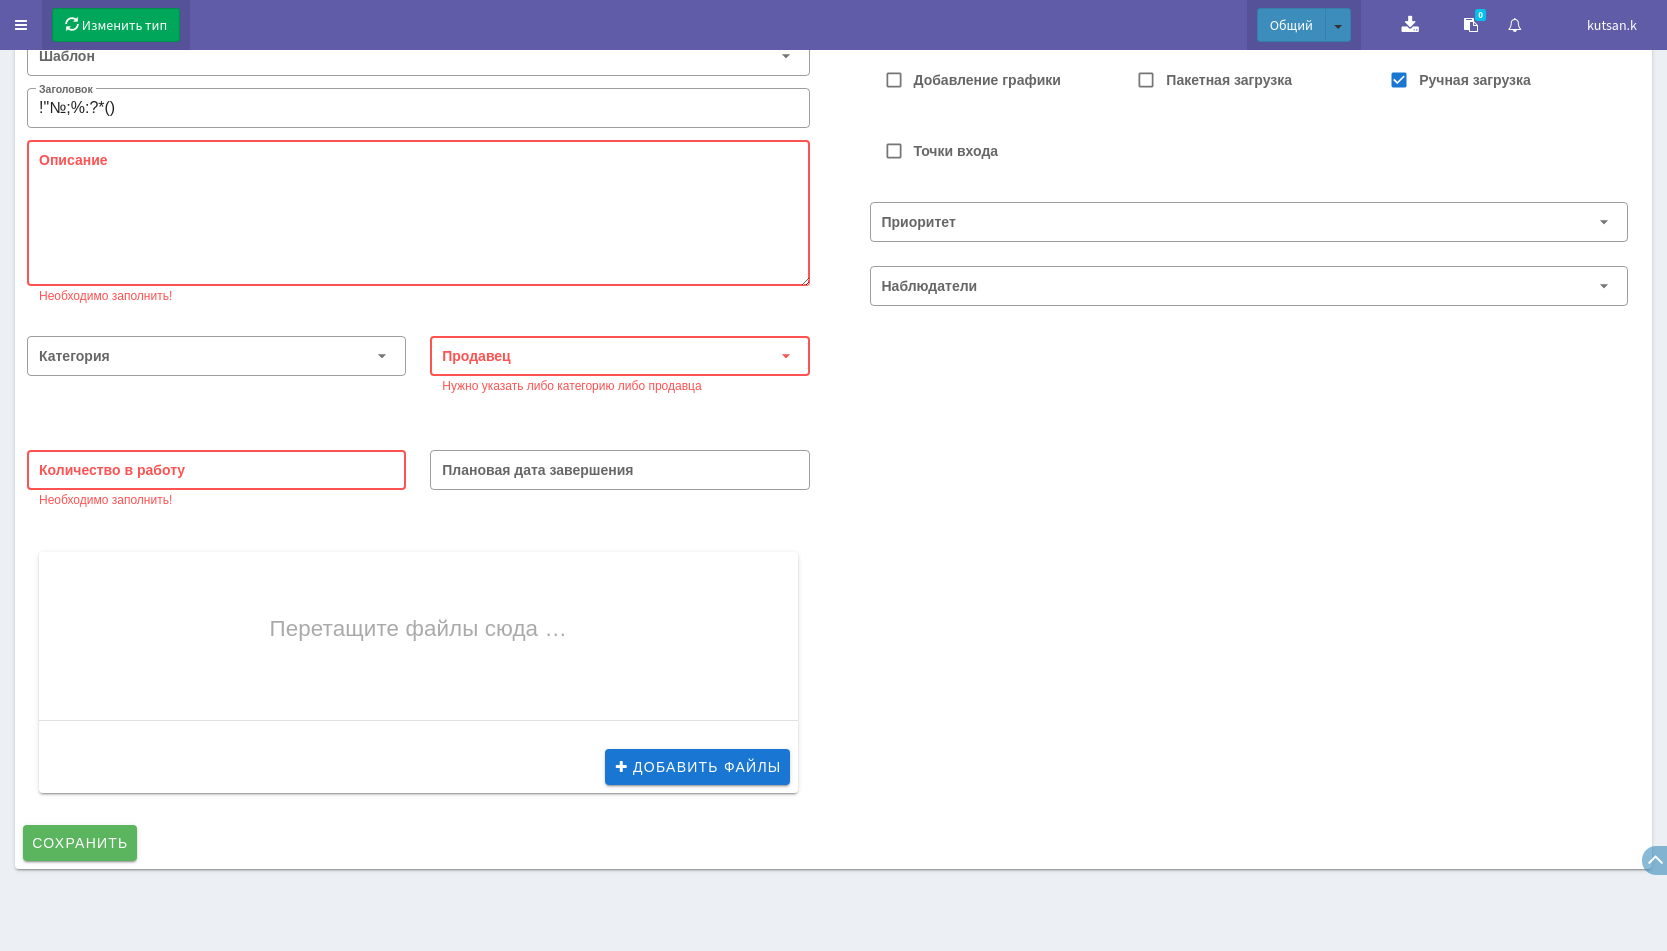 Изменить тип
Общий
0
kutsan.k
Шаблон
Заголовок
!"№;%:?*()
Описание
Необходимо заполнить!
Категория
Продавец
Нужно указать либо категорию либо продавца
Количество в работу
Необходимо заполнить!
Плановая дата завершения
Перетащите файлы сюда …
ДОБАВИТЬ ФАЙЛЫ
СОХРАНИТЬ
Добавление графики
Пакетная загрузка
Ручная загрузка
Точки входа
Приоритет
Наблюдатели